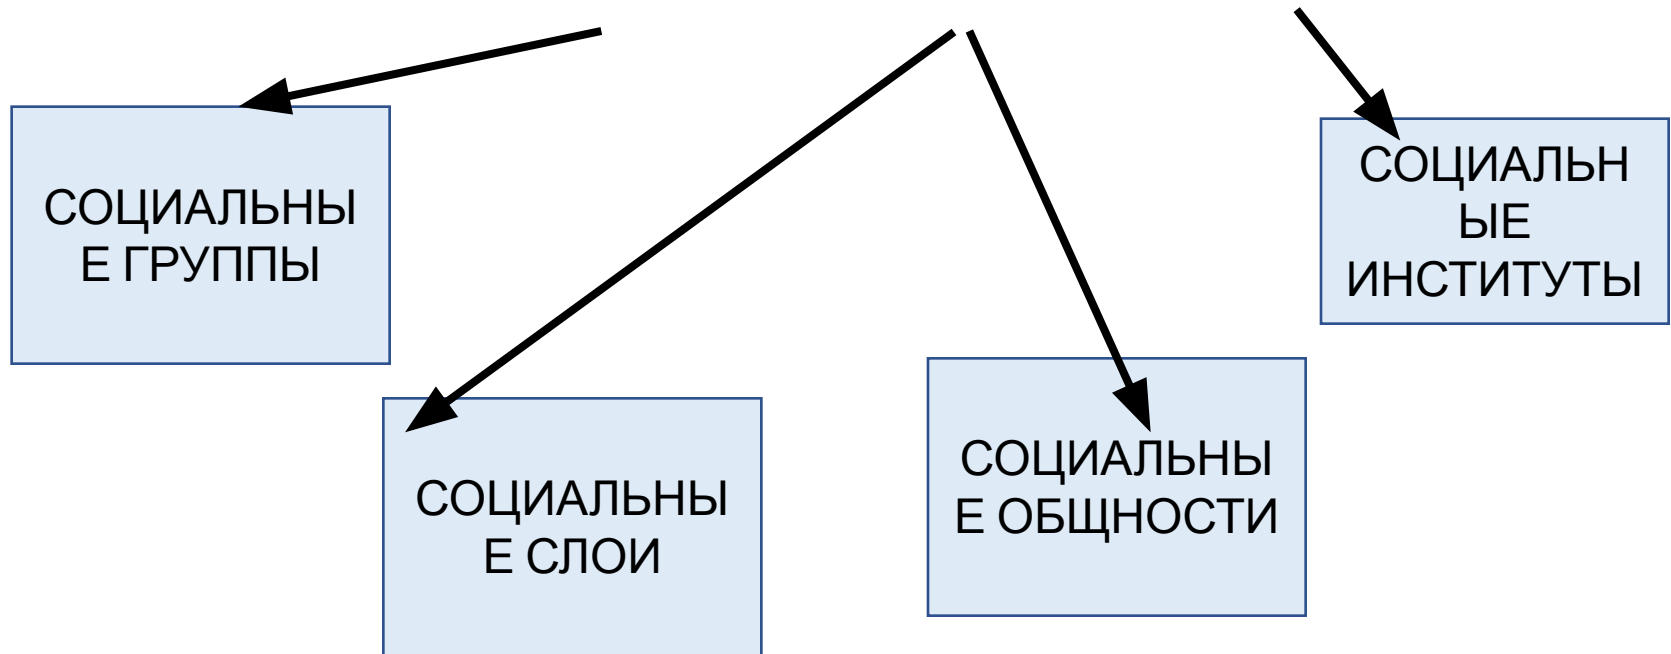 СОЦИАЛЬНЫ
Е ГРУППЫ
СОЦИАЛЬНЫ
Е СЛОИ
СОЦИАЛЬНЫ
Е ОБЩНОСТИ
СОЦИАЛЬН
ЫЕ
ИНСТИТУТЫ